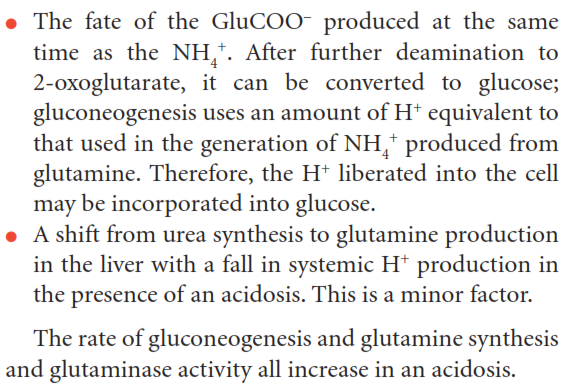 • The fate of the GluCOO⁻ produced at the same
time as the NH₄⁺. After further deamination to
2-oxoglutarate, it can be converted to glucose;
gluconeogenesis uses an amount of H⁺ equivalent to
that used in the generation of NH₄⁺ produced from
glutamine. Therefore, the H⁺ liberated into the cell
may be incorporated into glucose.
• A shift from urea synthesis to glutamine production
in the liver with a fall in systemic H⁺ production in
the presence of an acidosis. This is a minor factor.
The rate of gluconeogenesis and glutamine synthesis
and glutaminase activity all increase in an acidosis.